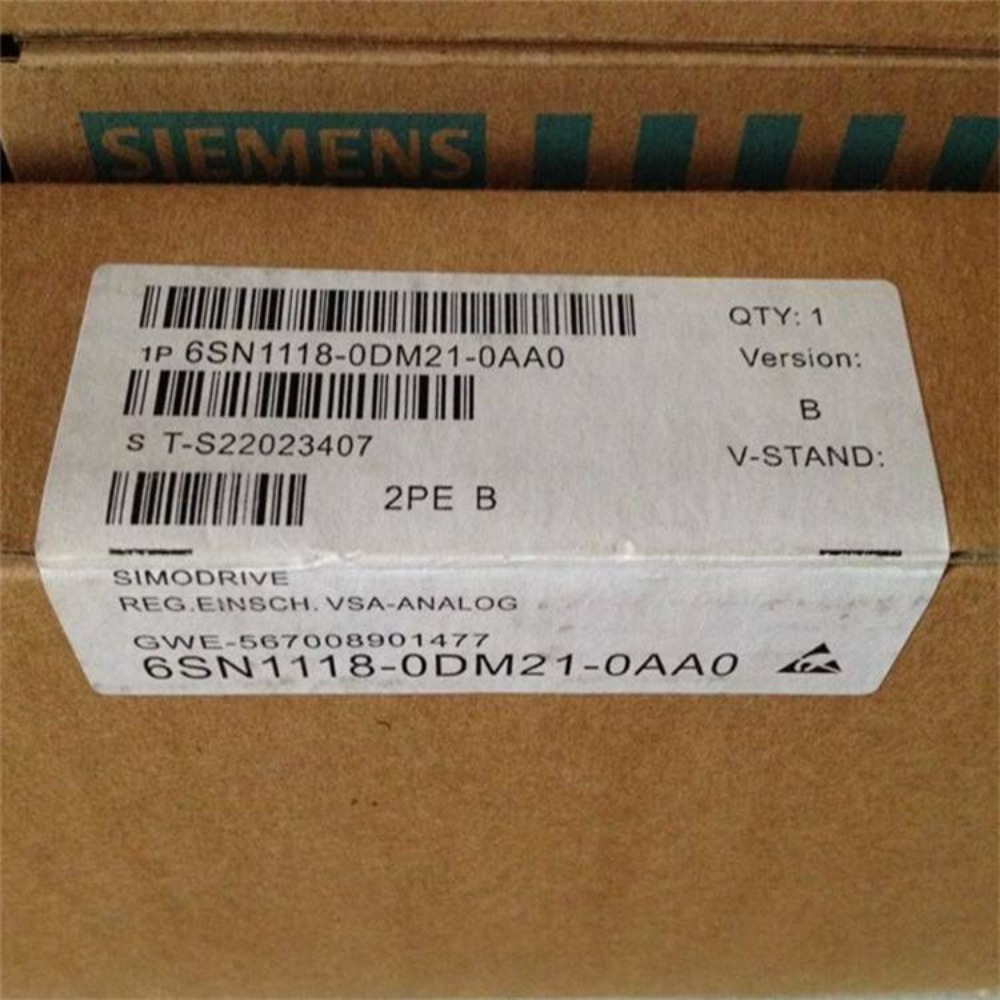 SIEMENS
1P 6SN1118-0DM21-0AA0
QTY: 1
Version:
B
S T-S22023407
V-STAND:
2PE B
SIMODRIVE
REG.EINSCH. VSA-ANALOG
GWE-567008901477
6SN1118-0DM21-0AA0